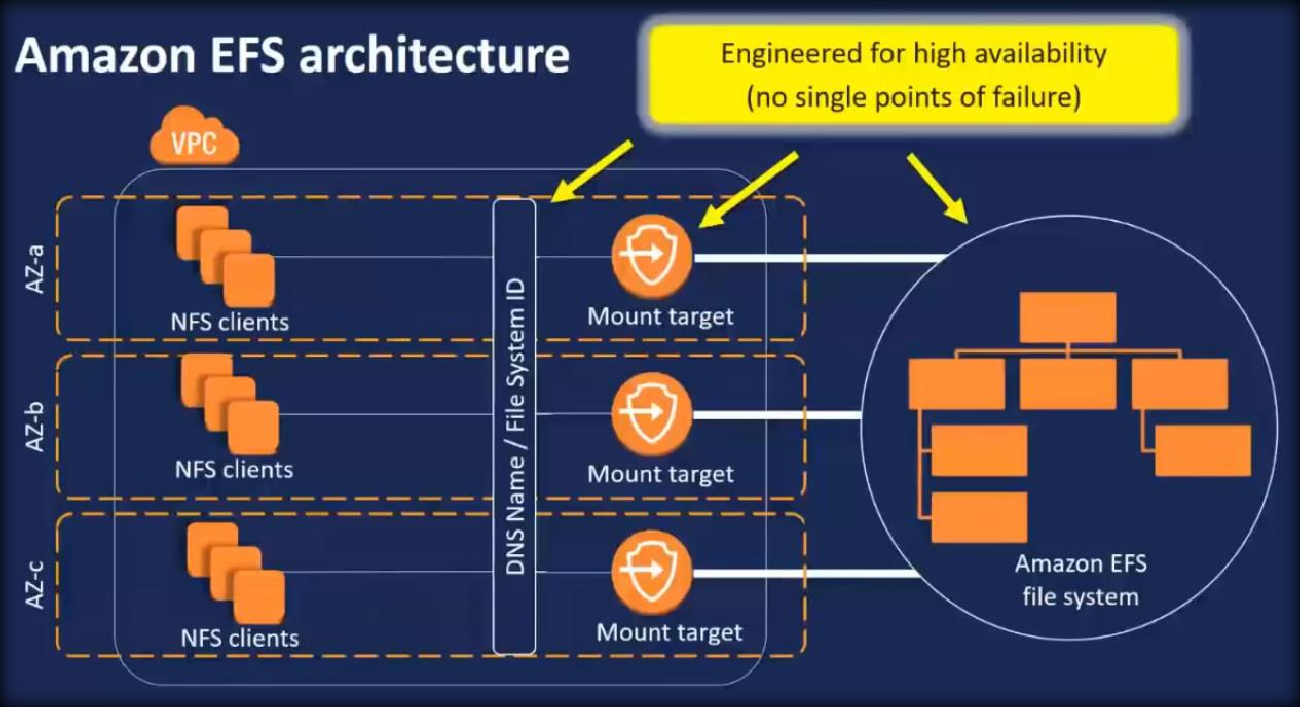 Amazon EFS architecture
Engineered for high availability
(no single points of failure)
VPC
AZ-a
NFS clients
Mount target
DNS Name / File System ID
AZ-b
NFS clients
Mount target
AZ-c
NFS clients
Mount target
Amazon EFS
file system